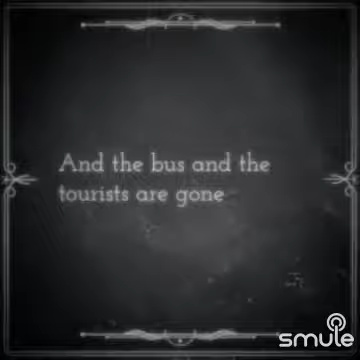 And the bus and the
tourists are gone
smule